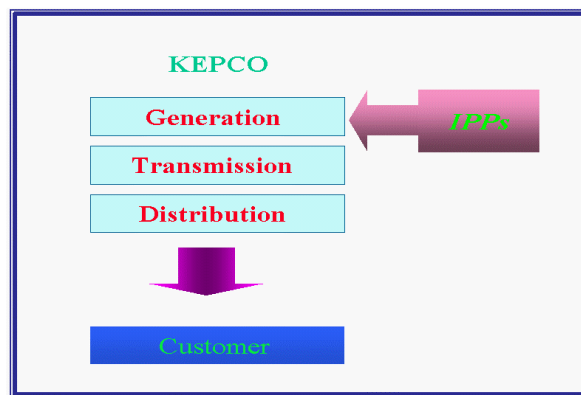 KEPCO
Generation
IPPs
Transmission
Distribution
Customer